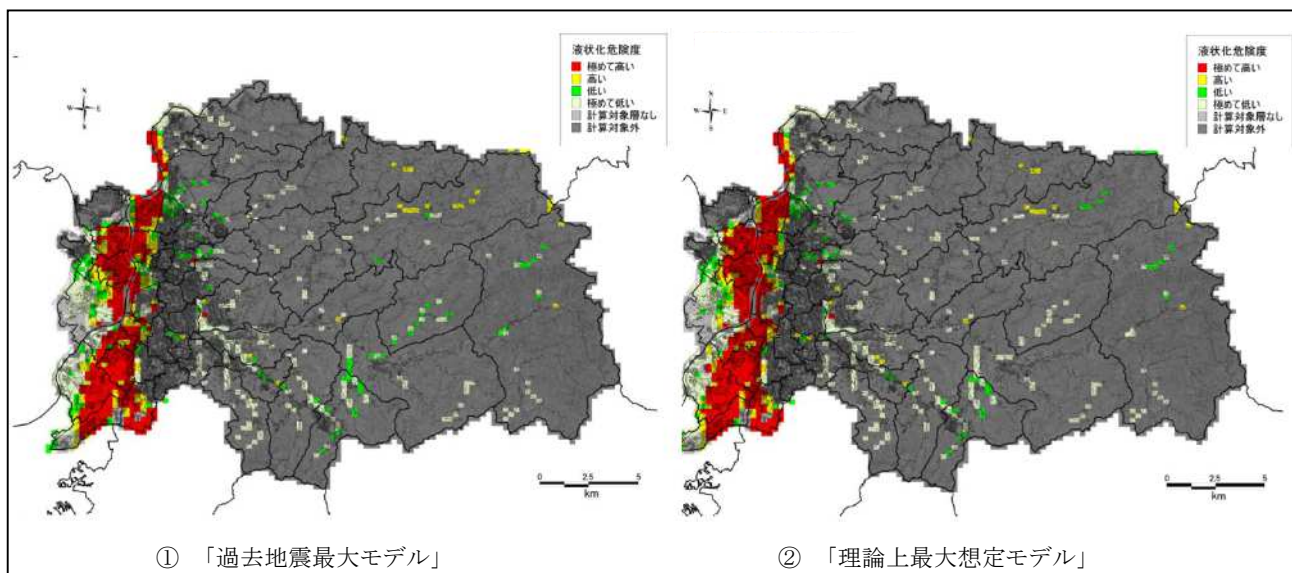 液状化危険度
極めて高い
高い
低い
極めて低い
計算対象層なし
計算対象外
N
W E
S
0 2.5 5
km
① 「過去地震最大モデル」
液状化危険度
極めて高い
高い
低い
極めて低い
計算対象層なし
計算対象外
N
W E
S
0 2.5 5
km
② 「理論上最大想定モデル」